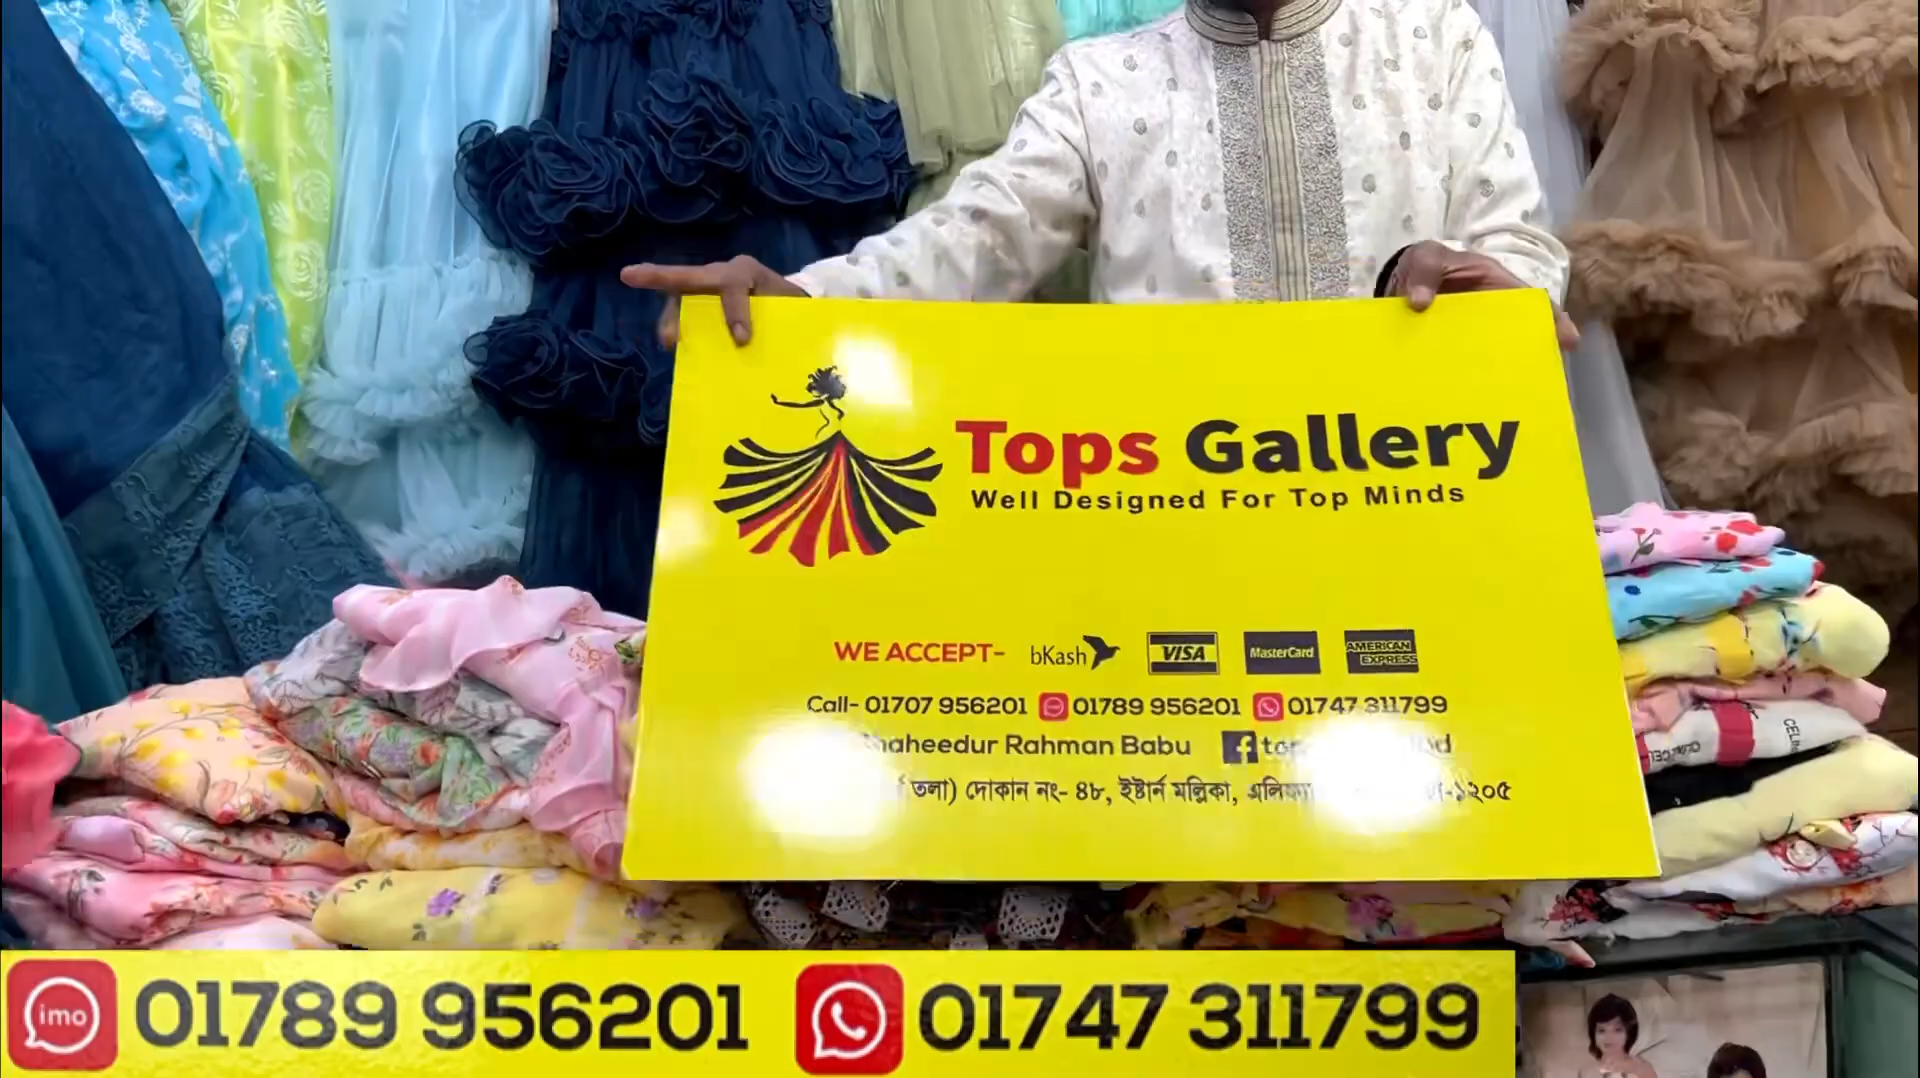 Tops Gallery
Well Designed For Top Minds
WE ACCEPT- bKash VISA MasterCard AMERICAN EXPRESS
Call- 01707 956201 01789 956201 01747 311799
Rahman Babu
তলা) দোকান নং- ৪৮, ইষ্টার্ন মল্লিকা,
imo 01789 956201 01747 311799